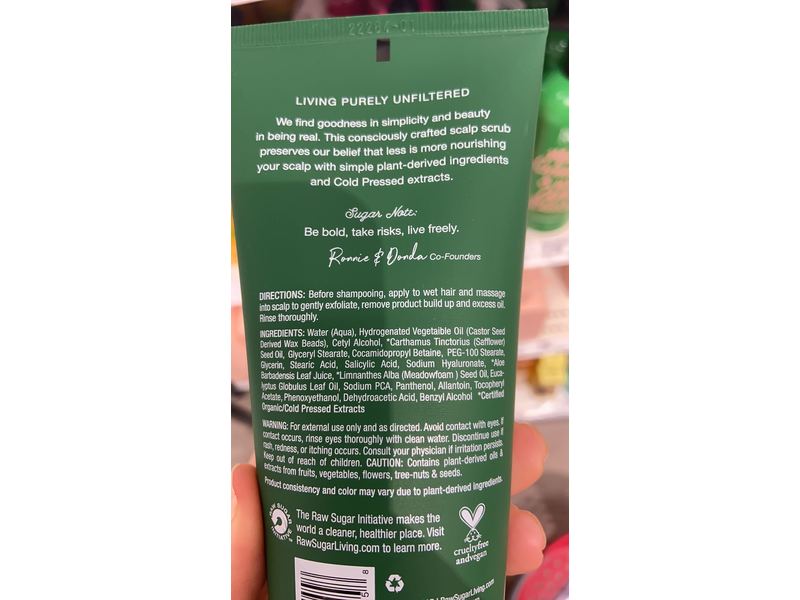 22284-01
LIVING PURELY UNFILTERED
We find goodness in simplicity and beauty
in being real. This consciously crafted scalp scrub
preserves our belief that less is more nourishing
your scalp with simple plant-derived ingredients
and Cold Pressed extracts.
Sugar Note:
Be bold, take risks, live freely.
Ronnie & Donda Co-Founders
DIRECTIONS: Before shampooing, apply to wet hair and massage
into scalp to gently exfoliate, remove product build up and excess oil.
Rinse thoroughly.
INGREDIENTS: Water (Aqua), Hydrogenated Vegetaible Oil (Castor Seed
Derived Wax Beads), Cetyl Alcohol, *Carthamus Tinctorius (Safflower)
Seed Oil, Glyceryl Stearate, Cocamidopropyl Betaine, PEG-100 Stearate,
Glycerin, Stearic Acid, Salicylic Acid, Sodium Hyaluronate, *Aloe
Barbadensis Leaf Juice, *Limnanthes Alba (Meadowfoam ) Seed Oil, Euca-
lyptus Globulus Leaf Oil, Sodium PCA, Panthenol, Allantoin, Tocopheryl
Acetate, Phenoxyethanol, Dehydroacetic Acid, Benzyl Alcohol *Certified
Organic/Cold Pressed Extracts
WARNING: For external use only and as directed. Avoid contact with eyes. If
contact occurs, rinse eyes thoroughly with clean water. Discontinue use if
rash, redness, or itching occurs. Consult your physician if irritation persists.
Keep out of reach of children. CAUTION: Contains plant-derived oils &
extracts from fruits, vegetables, flowers, tree-nuts & seeds.
Product consistency and color may vary due to plant-derived ingredients.
RAW SUGAR
INITIATIVE
The Raw Sugar Initiative makes the
world a cleaner, healthier place. Visit
RawSugarLiving.com to learn more.
crueltyfree
andvegan
58
RawSugarLiving.com